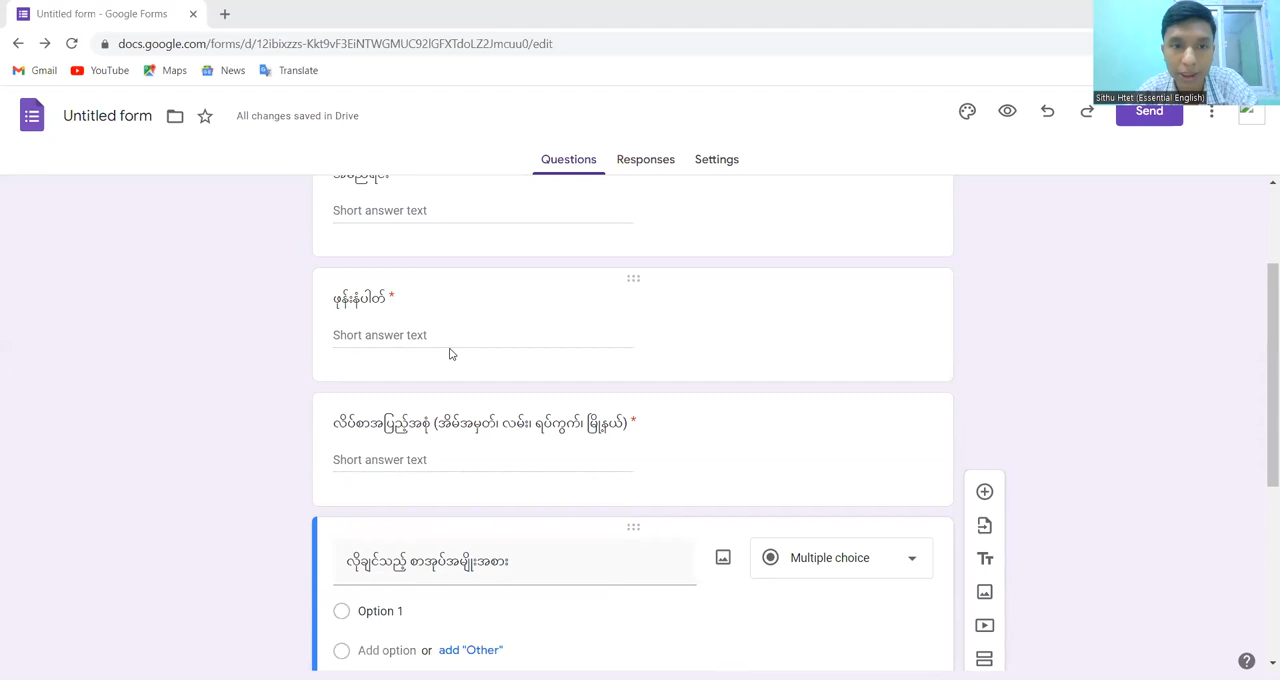 Untitled form - Google Forms
docs.google.com/forms/d/12ibixzzs-Kkt9vF3EiNTWGMUC92lGFXTdoLZ2Jmcuu0/edit
Gmail YouTube Maps News Translate
Sithu Htet (Essential English)
Untitled form All changes saved in Drive Send
Questions Responses Settings
Short answer text
ဖုန်းနံပါတ် *
Short answer text
လိပ်စာအပြည့်အစုံ (အိမ်အမှတ်၊ လမ်း၊ ရပ်ကွက်၊ မြို့နယ်) *
Short answer text
လိုချင်သည့် စာအုပ်အမျိုးအစား Multiple choice
Option 1
Add option or add "Other"